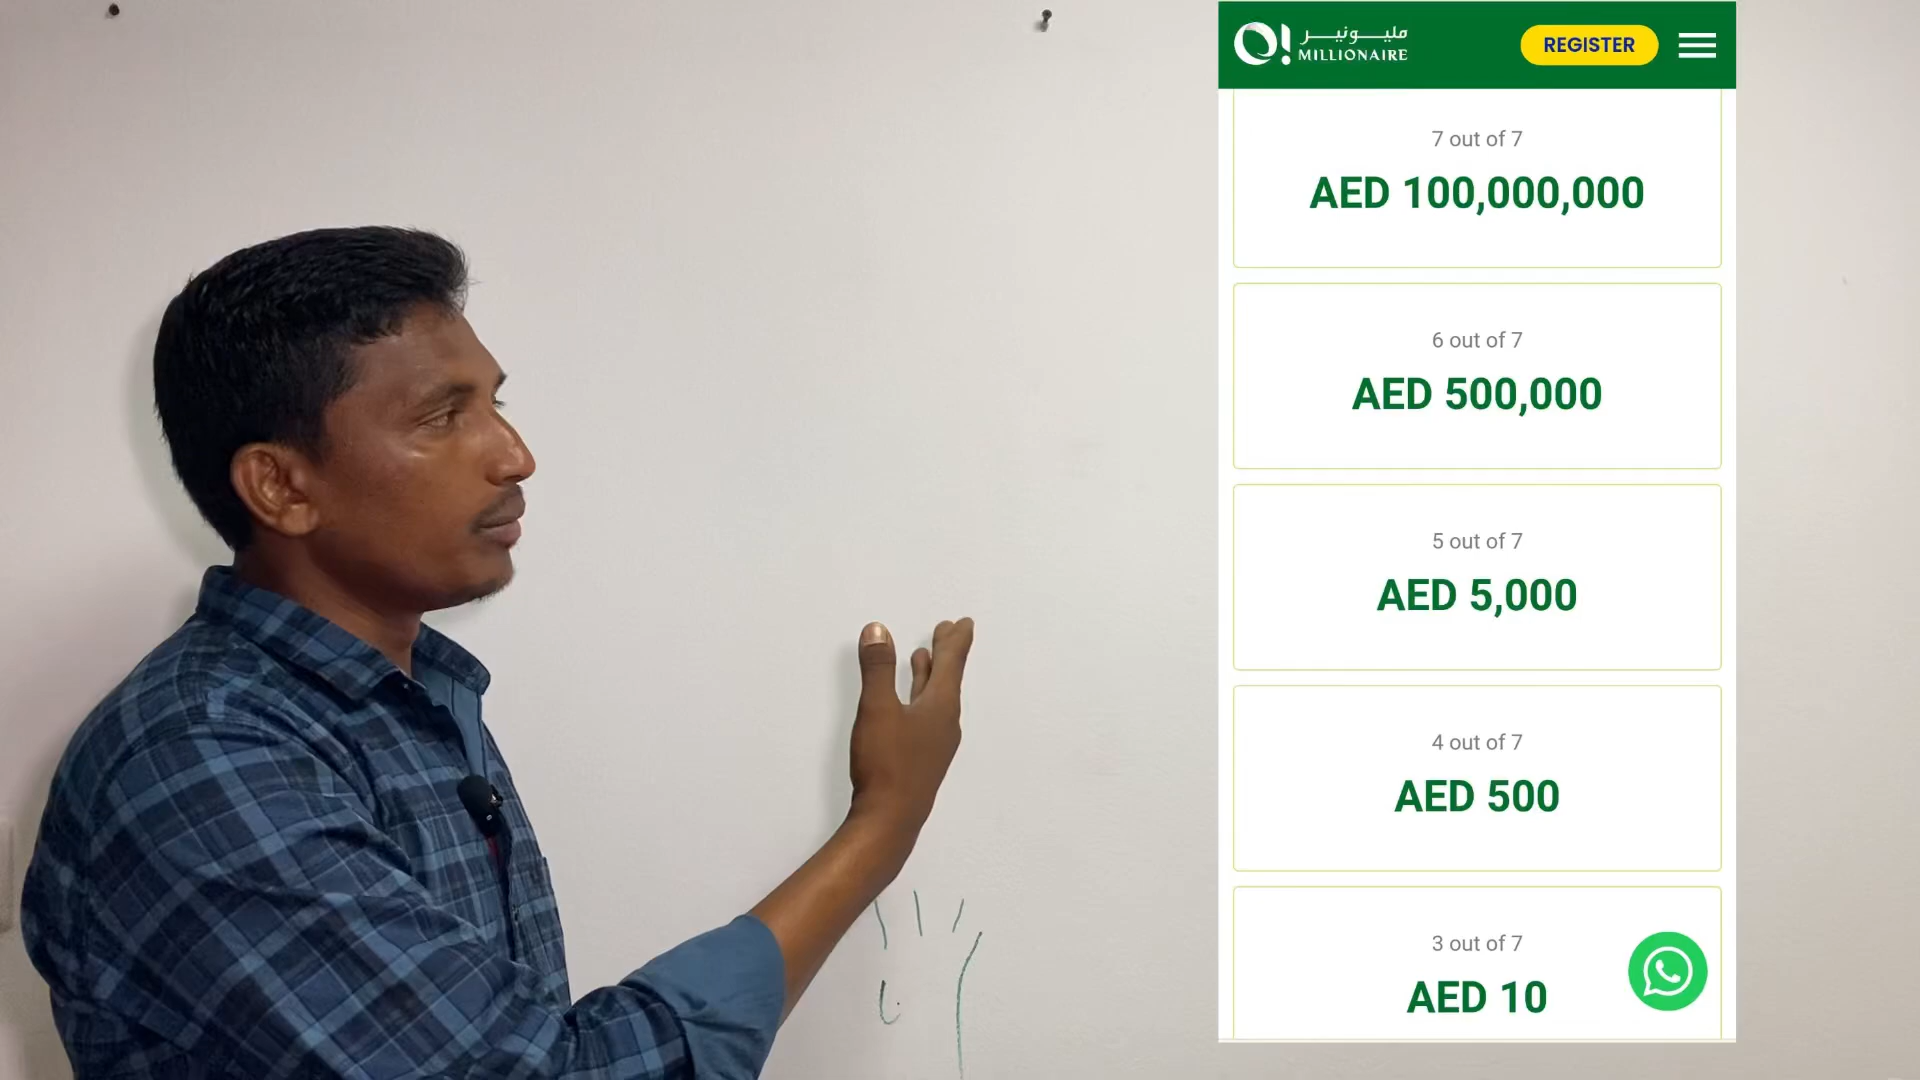 O! مليونير
MILLIONAIRE
REGISTER
7 out of 7
AED 100,000,000
6 out of 7
AED 500,000
5 out of 7
AED 5,000
4 out of 7
AED 500
3 out of 7
AED 10